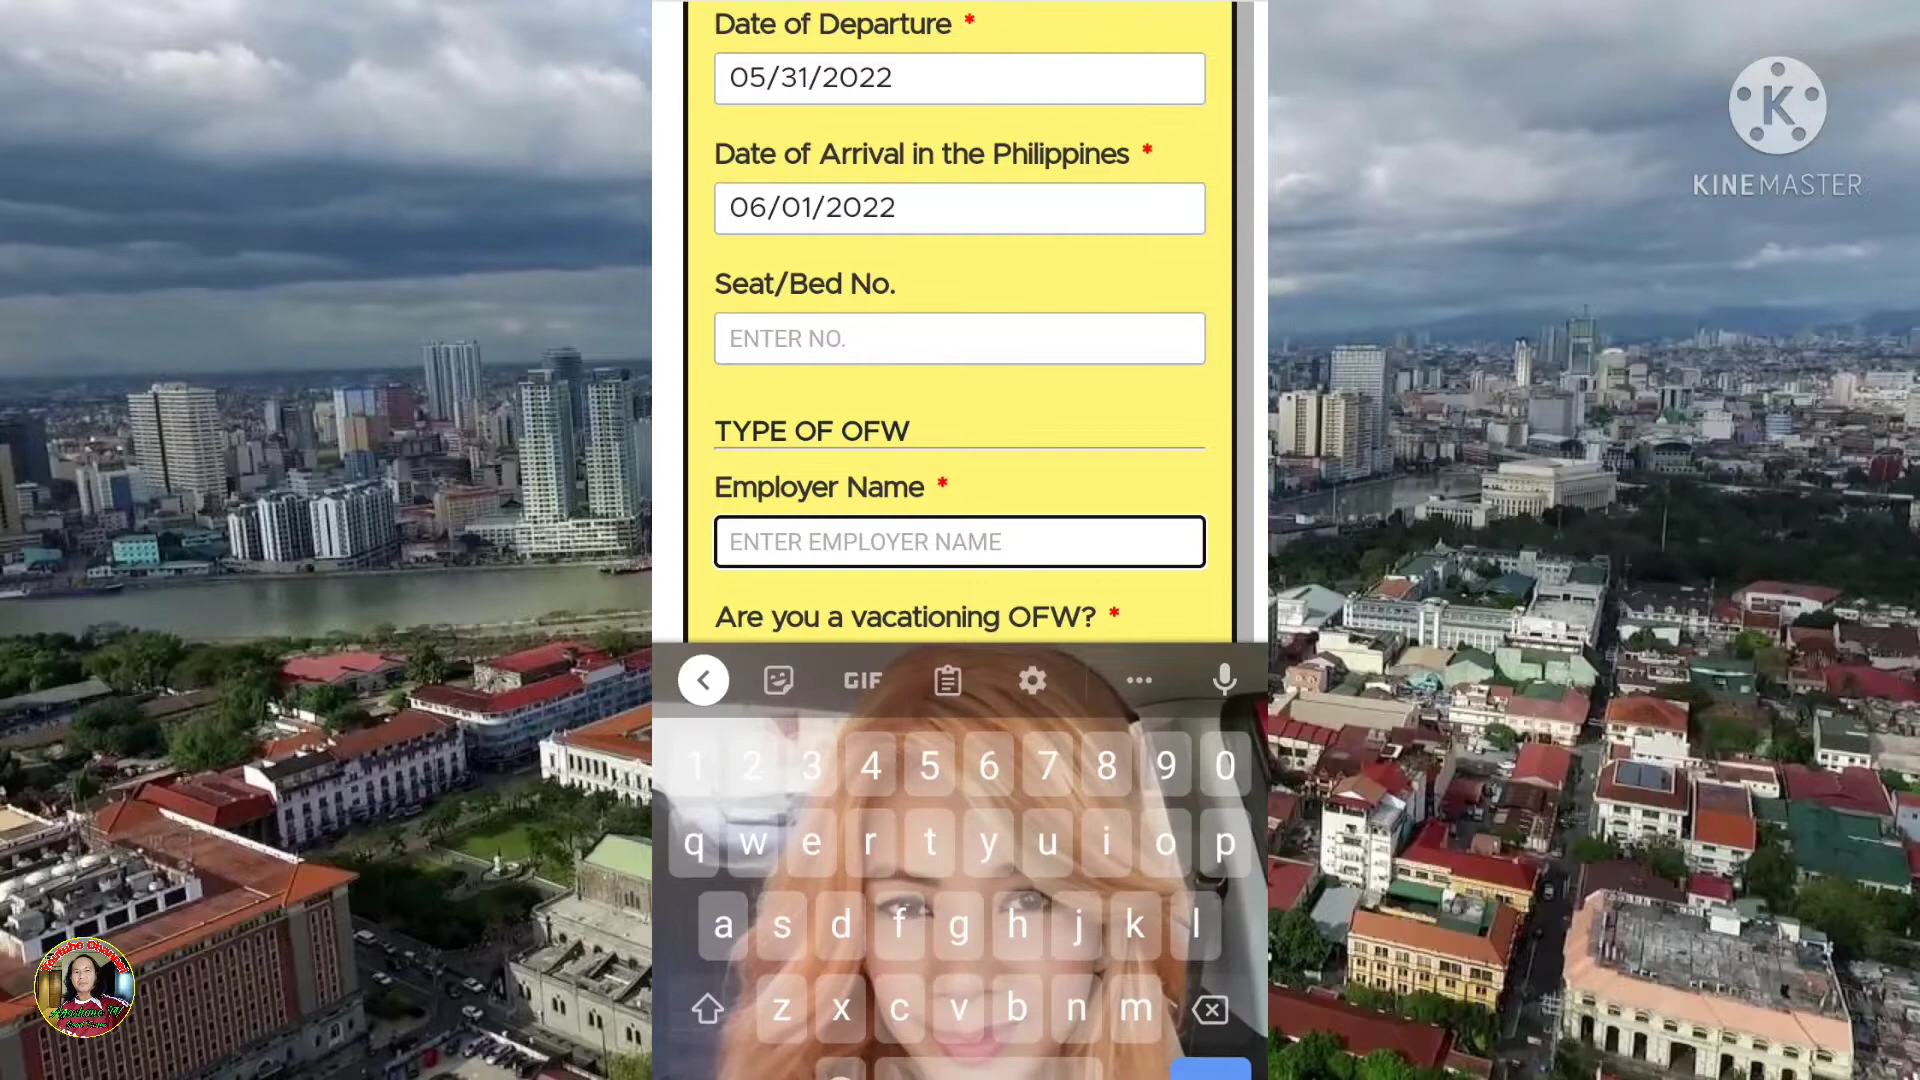 Date of Departure *
05/31/2022
Date of Arrival in the Philippines *
06/01/2022
Seat/Bed No.
ENTER NO.
TYPE OF OFW
Employer Name *
ENTER EMPLOYER NAME
Are you a vacationing OFW? *
GIF
1 2 3 4 5 6 7 8 9 0
q w e r t y u i o p
a s d f g h j k l
z x c v b n m
K
KINEMASTER